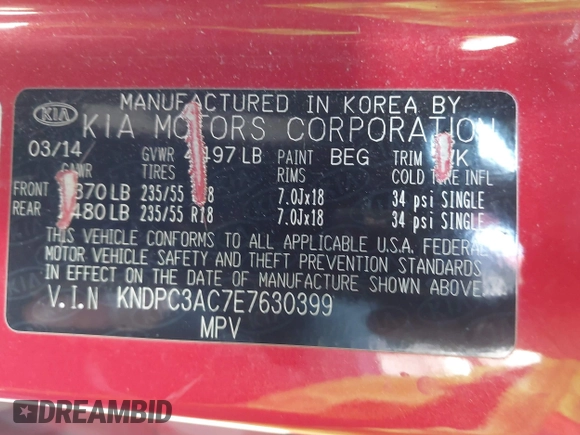 KIA MANUFACTURED IN KOREA BY
KIA MOTORS CORPORATION
03/14 GVWR 4497 LB PAINT BEG TRIM
GAWR TIRES RIMS COLD TIRE INFL
FRONT 235/55 7.0Jx18 34 psi SINGLE
REAR 235/55 R18 7.0Jx18 34 psi SINGLE
THIS VEHICLE CONFORMS TO ALL APPLICABLE U.S.A. FEDERAL
MOTOR VEHICLE SAFETY AND THEFT PREVENTION STANDARDS
IN EFFECT ON THE DATE OF MANUFACTURE SHOWN ABOVE.
V.I.N KNDPC3AC7E7630399
MPV
DREAMBID